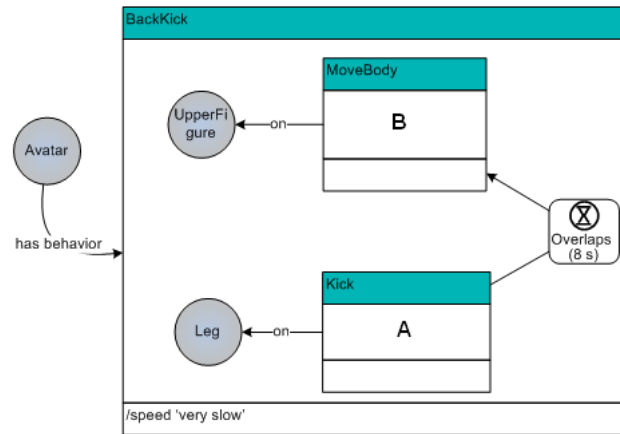 BackKick
MoveBody
UpperFi
gure
on
B
Avatar
has behavior
Overlaps
(8 s)
Kick
Leg
on
A
/speed 'very slow'